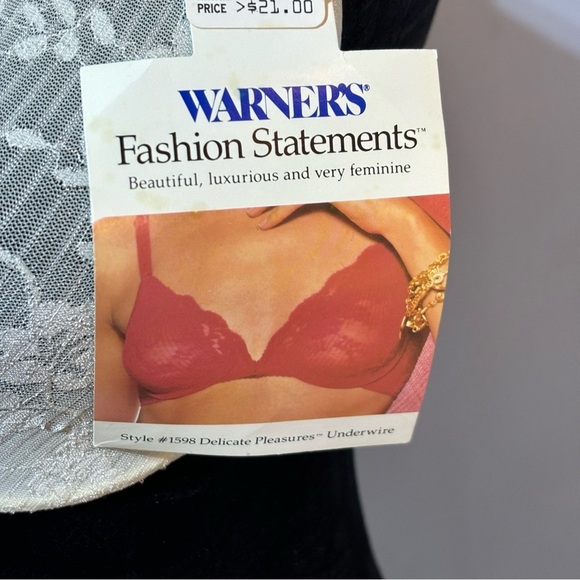 PRICE >$21.00
WARNER'S®
Fashion Statements™
Beautiful, luxurious and very feminine
Style #1598 Delicate Pleasures™ Underwire